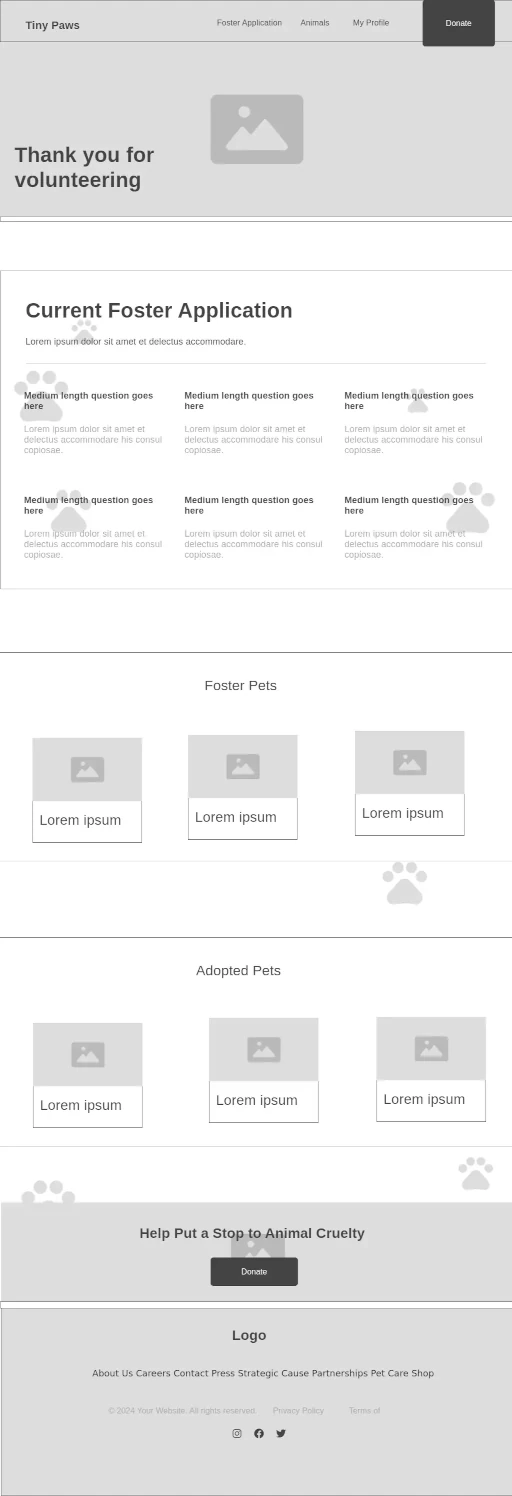 Tiny Paws
Foster Application
Animals
My Profile
Donate
Thank you for
volunteering
Current Foster Application
Lorem ipsum dolor sit amet et delectus accommodare.
Medium length question goes
here
Lorem ipsum dolor sit amet et
delectus accommodare his consul
copiosae.
Medium length question goes
here
Lorem ipsum dolor sit amet et
delectus accommodare his consul
copiosae.
Medium length question goes
here
Lorem ipsum dolor sit amet et
delectus accommodare his consul
copiosae.
Medium length question goes
here
Lorem ipsum dolor sit amet et
delectus accommodare his consul
copiosae.
Medium length question goes
here
Lorem ipsum dolor sit amet et
delectus accommodare his consul
copiosae.
Medium length question goes
here
Lorem ipsum dolor sit amet et
delectus accommodare his consul
copiosae.
Foster Pets
Lorem ipsum
Lorem ipsum
Lorem ipsum
Adopted Pets
Lorem ipsum
Lorem ipsum
Lorem ipsum
Help Put a Stop to Animal Cruelty
Donate
Logo
About Us Careers Contact Press Strategic Cause Partnerships Pet Care Shop
© 2024 Your Website. All rights reserved.
Privacy Policy
Terms of